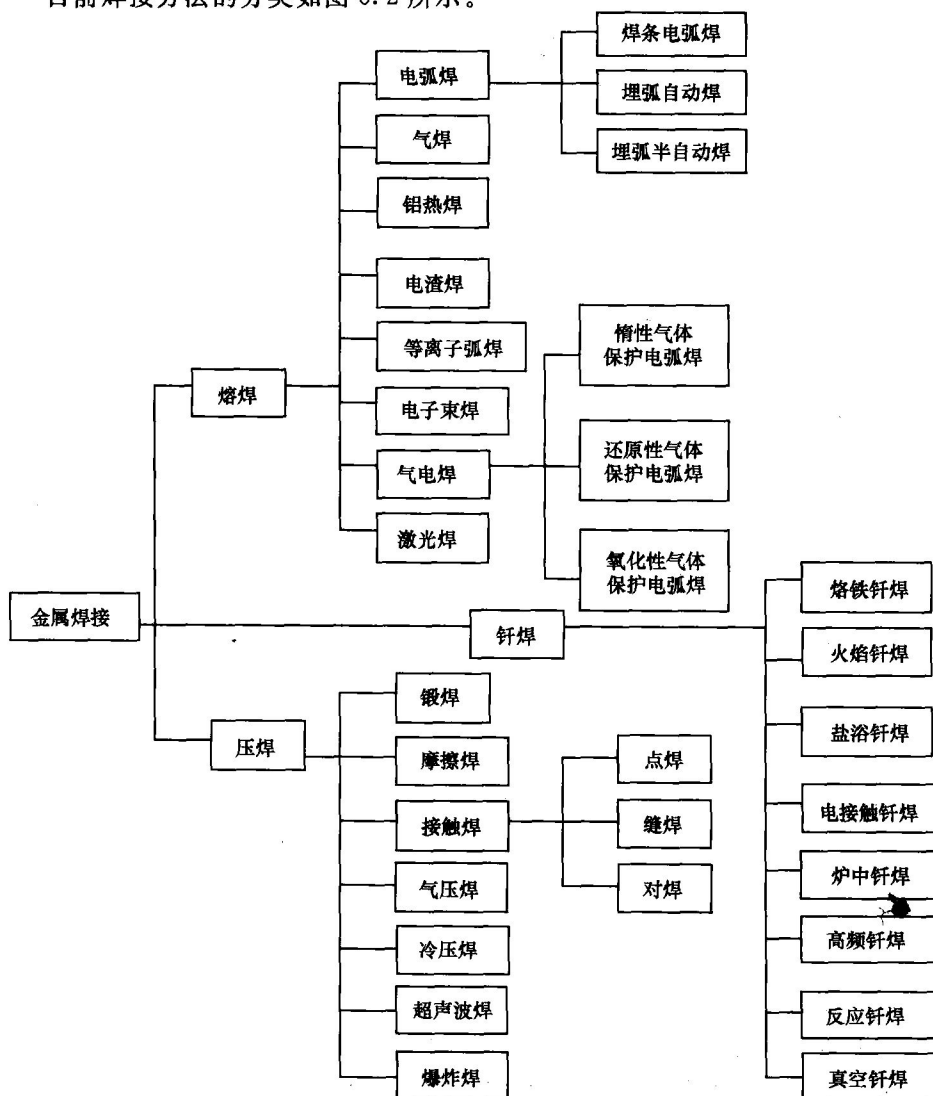 目前焊接方法的分类如图6.2所示。
焊条电弧焊
电弧焊
埋弧自动焊
气焊
埋弧半自动焊
铝热焊
电渣焊
惰性气体
保护电弧焊
等离子弧焊
熔焊
电子束焊
还原性气体
保护电弧焊
气电焊
激光焊
氧化性气体
保护电弧焊
烙铁钎焊
金属焊接
钎焊
火焰钎焊
锻焊
盐浴钎焊
压焊
摩擦焊
点焊
电接触钎焊
接触焊
缝焊
气压焊
对焊
炉中钎焊
冷压焊
高频钎焊
超声波焊
反应钎焊
爆炸焊
真空钎焊